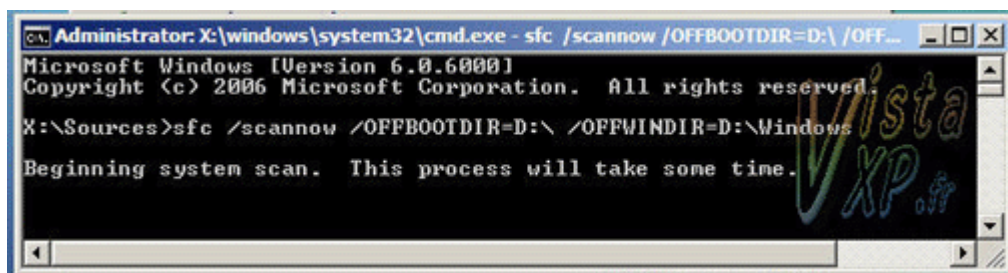 Administrator: X:\windows\system32\cmd.exe - sfc /scannow /OFFBOOTDIR=D:\ /OFF...
Microsoft Windows [Version 6.0.6000]
Copyright (c) 2006 Microsoft Corporation.  All rights reserved.
X:\Sources>sfc /scannow /OFFBOOTDIR=D:\ /OFFWINDIR=D:\Windows
Beginning system scan.  This process will take some time.
Vista
XP.fr